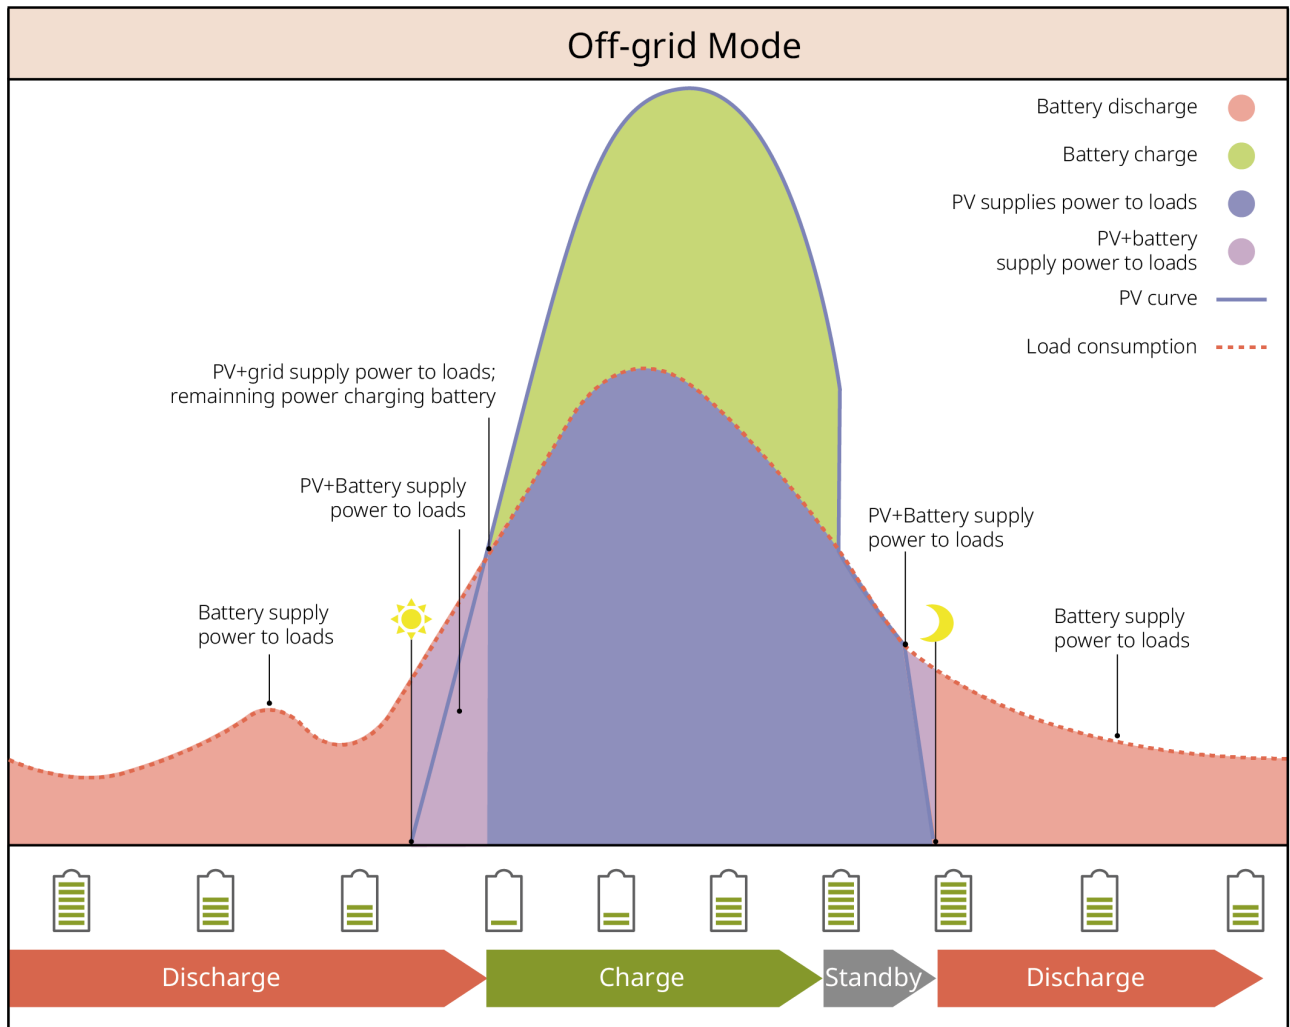 Off-grid Mode
Battery discharge
Battery charge
PV supplies power to loads
PV+battery
supply power to loads
PV curve
Load consumption
PV+grid supply power to loads;
remainning power charging battery
PV+Battery supply
power to loads
PV+Battery supply
power to loads
Battery supply
power to loads
Battery supply
power to loads
Discharge
Charge
Standby
Discharge